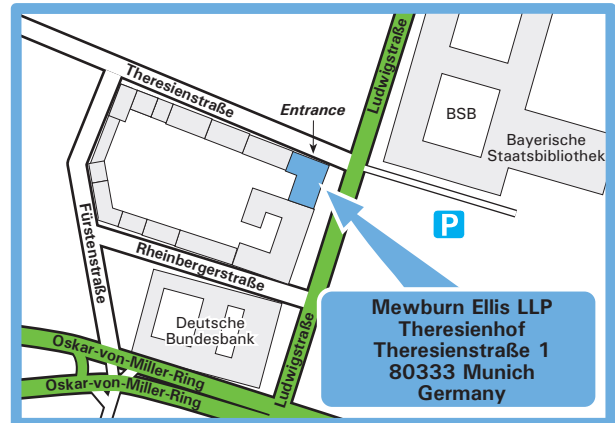 Theresienstraße
Entrance
Ludwigstraße
BSB
Bayerische
Staatsbibliothek
P
Fürstenstraße
Rheinbergerstraße
Deutsche
Bundesbank
Ludwigstraße
Oskar-von-Miller-Ring
Oskar-von-Miller-Ring
Mewburn Ellis LLP
Theresienhof
Theresienstraße 1
80333 Munich
Germany